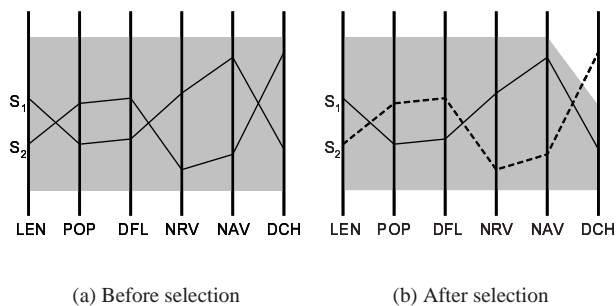 S1
S2
LEN POP DFL NRV NAV DCH
(a) Before selection
S1
S2
LEN POP DFL NRV NAV DCH
(b) After selection